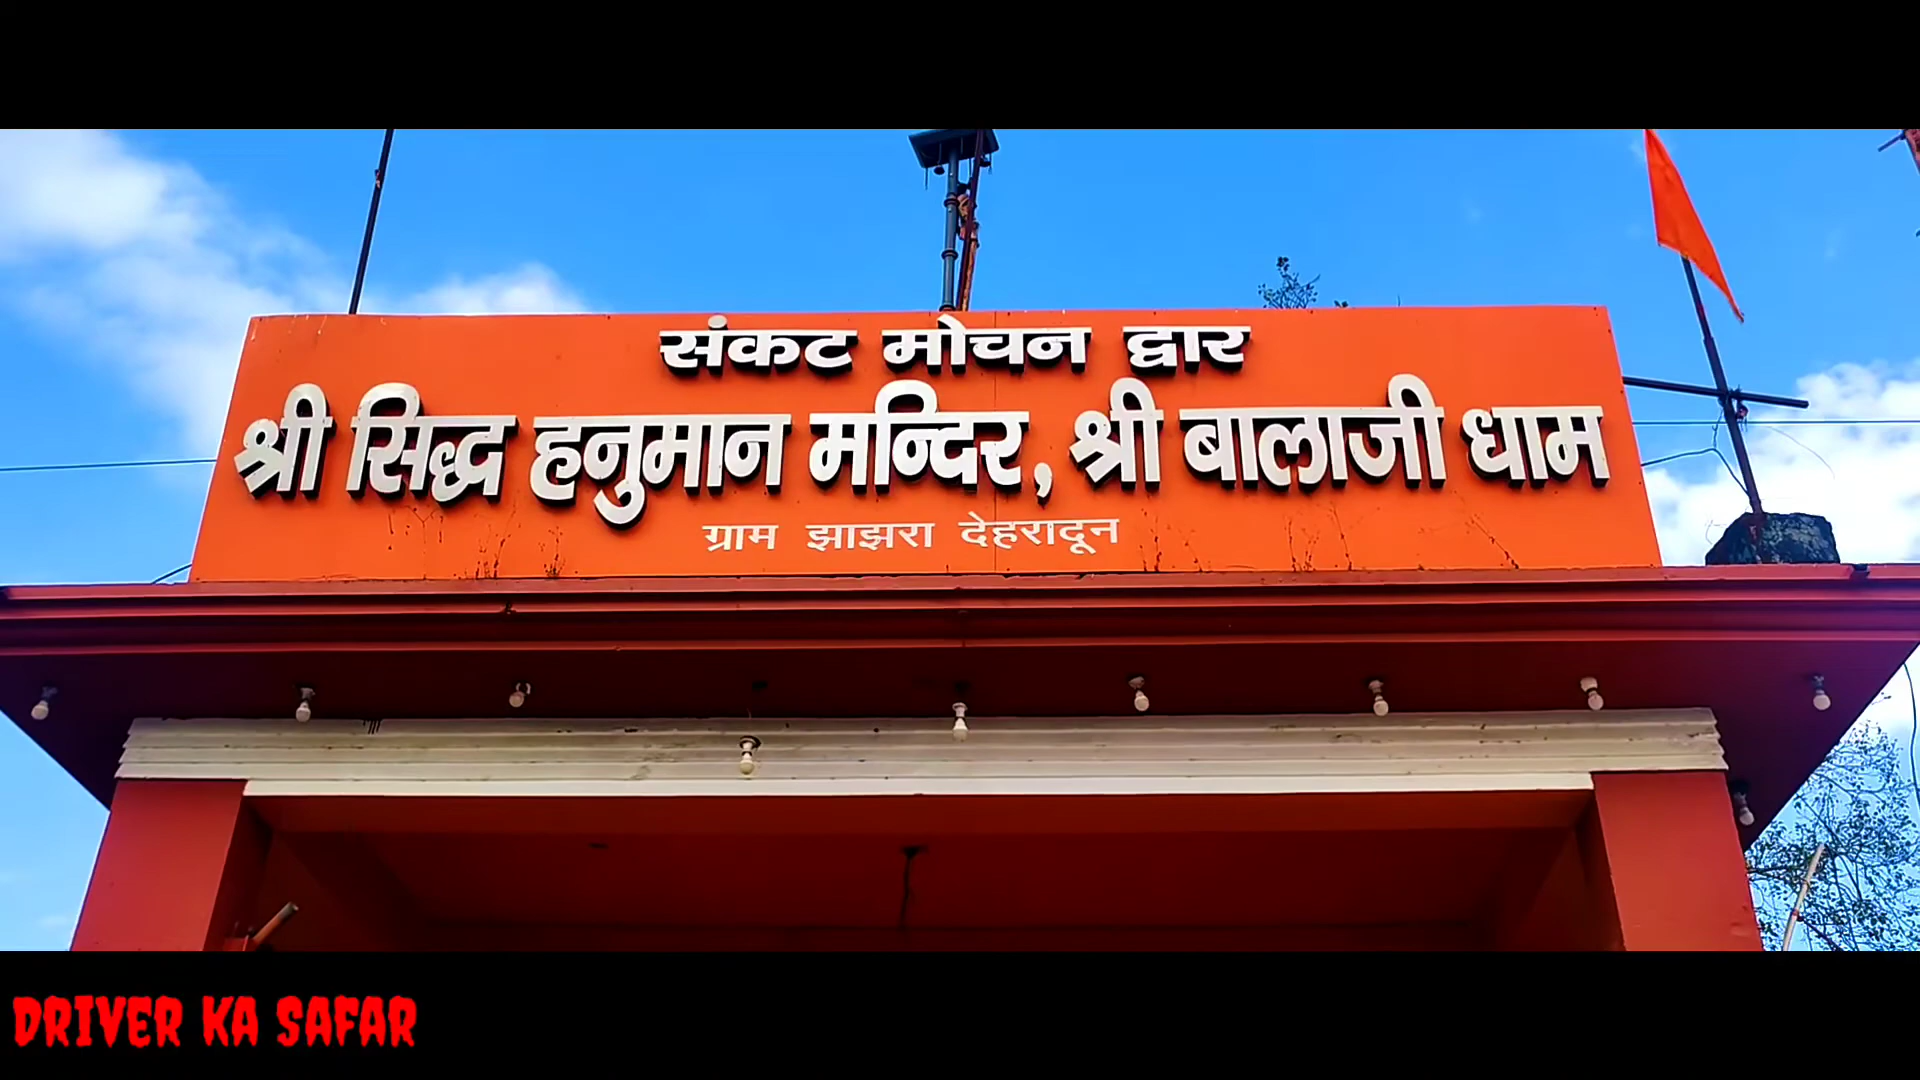 संकट मोचन द्वार
श्री सिद्ध हनुमान मन्दिर, श्री बालाजी धाम
ग्राम झाझरा देहरादून
DRIVER KA SAFAR